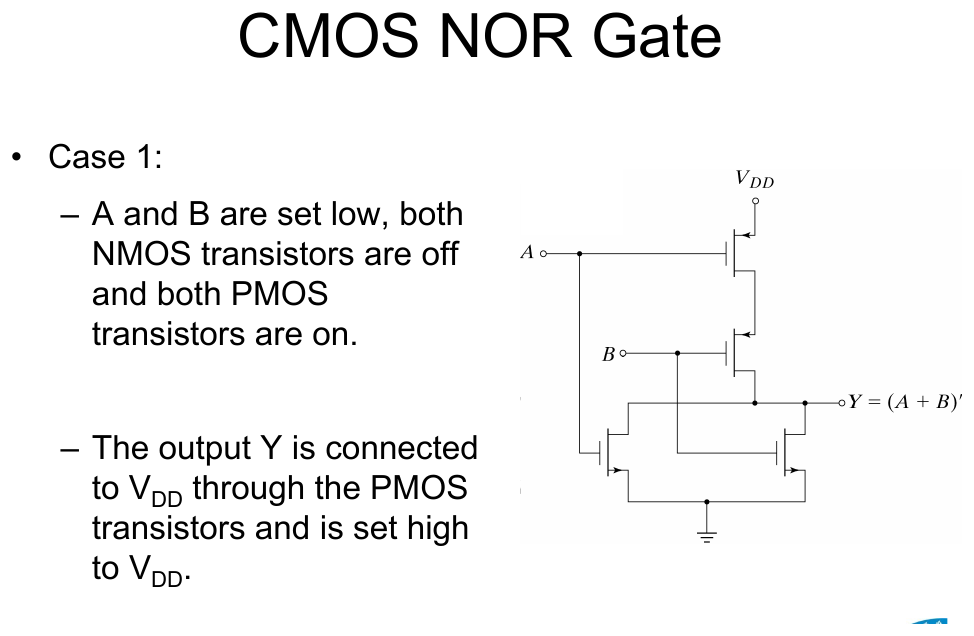 CMOS NOR Gate
• Case 1:
– A and B are set low, both
NMOS transistors are off
and both PMOS
transistors are on.
– The output Y is connected
to VDD through the PMOS
transistors and is set high
to VDD.
VDD
A
B
Y = (A + B)′